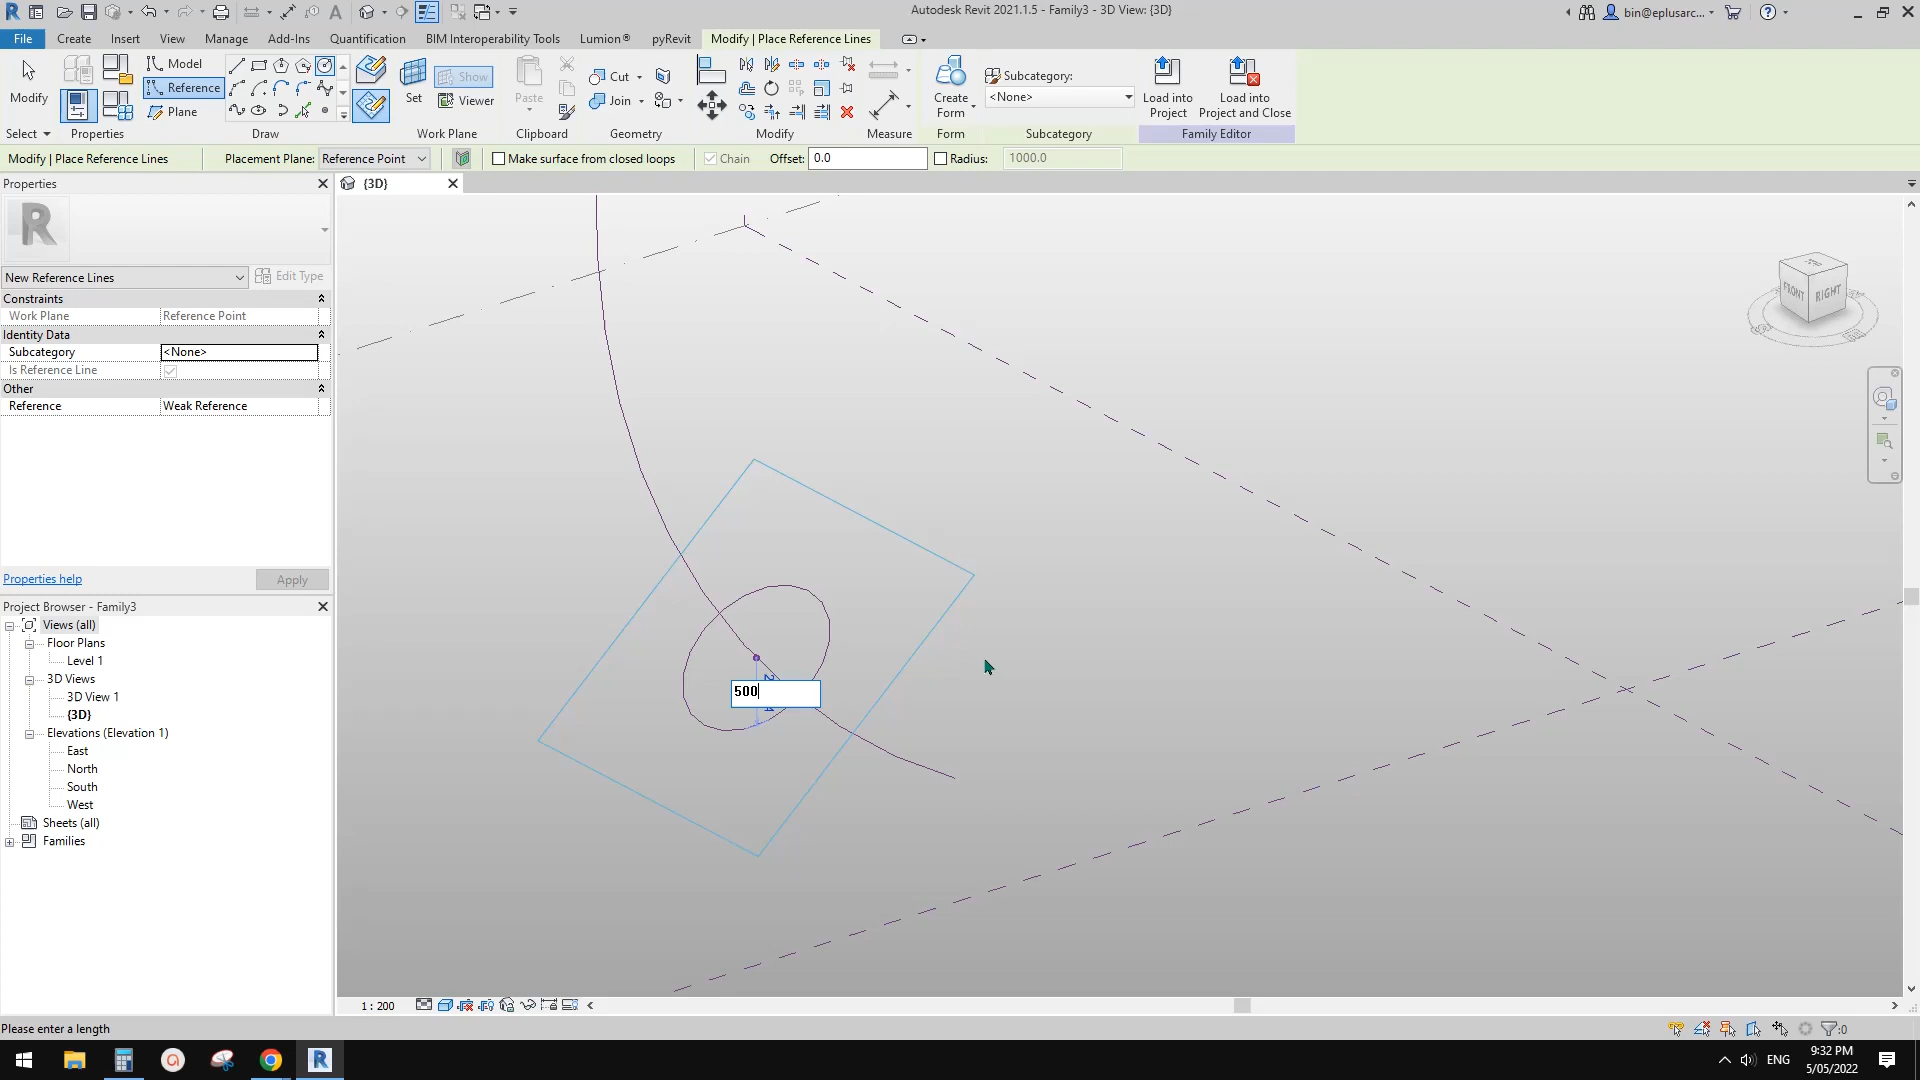 Autodesk Revit 2021.1.5 - Family3 - 3D View: {3D}
bin@eplusarc...
File
Create
Insert
View
Manage
Add-Ins
Quantification
BIM Interoperability Tools
Lumion®
pyRevit
Modify | Place Reference Lines
Modify
Model
Reference
Plane
Set
Show
Viewer
Paste
Cut
Join
Create
Form
Subcategory:
<None>
Load into
Project
Load into
Project and Close
Select
Properties
Draw
Work Plane
Clipboard
Geometry
Modify
Measure
Form
Subcategory
Family Editor
Modify | Place Reference Lines
Placement Plane:
Reference Point
Make surface from closed loops
Chain
Offset:
0.0
Radius:
1000.0
Properties
{3D}
New Reference Lines
Edit Type
Constraints
Work Plane
Reference Point
Identity Data
Subcategory
<None>
Is Reference Line
Other
Reference
Weak Reference
Properties help
Apply
Project Browser - Family3
Views (all)
Floor Plans
Level 1
3D Views
3D View 1
{3D}
Elevations (Elevation 1)
East
North
South
West
Sheets (all)
Families
FRONT
RIGHT
500
1 : 200
Please enter a length
:0
ENG
9:32 PM
5/05/2022